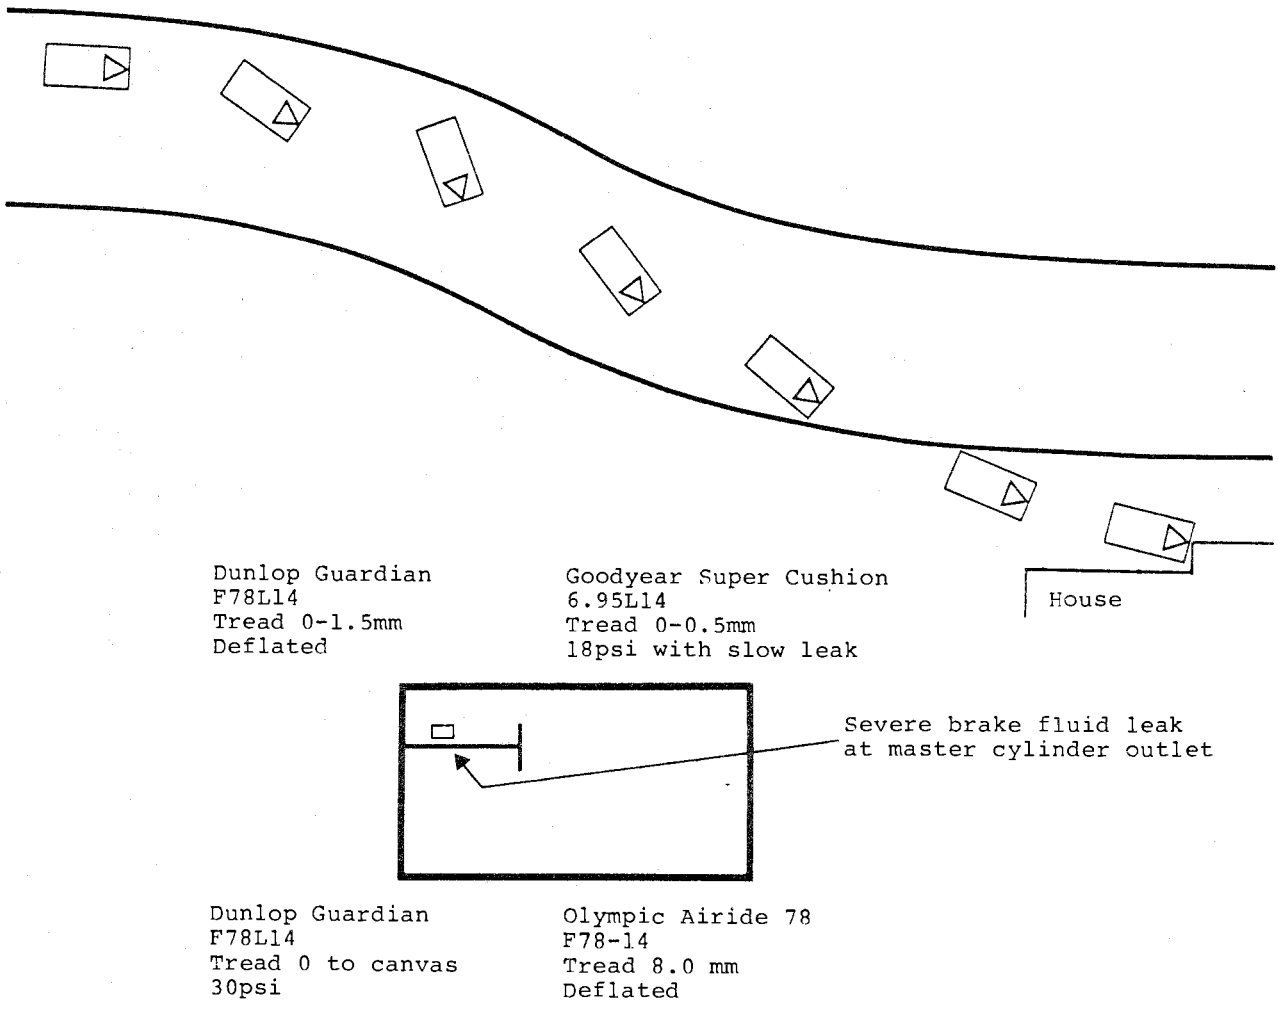 Dunlop Guardian
F78L14
Tread 0-1.5mm
Deflated
Goodyear Super Cushion
6.95L14
Tread 0-0.5mm
18psi with slow leak
House
Severe brake fluid leak
at master cylinder outlet
Dunlop Guardian
F78L14
Tread 0 to canvas
30psi
Olympic Airide 78
F78-14
Tread 8.0 mm
Deflated